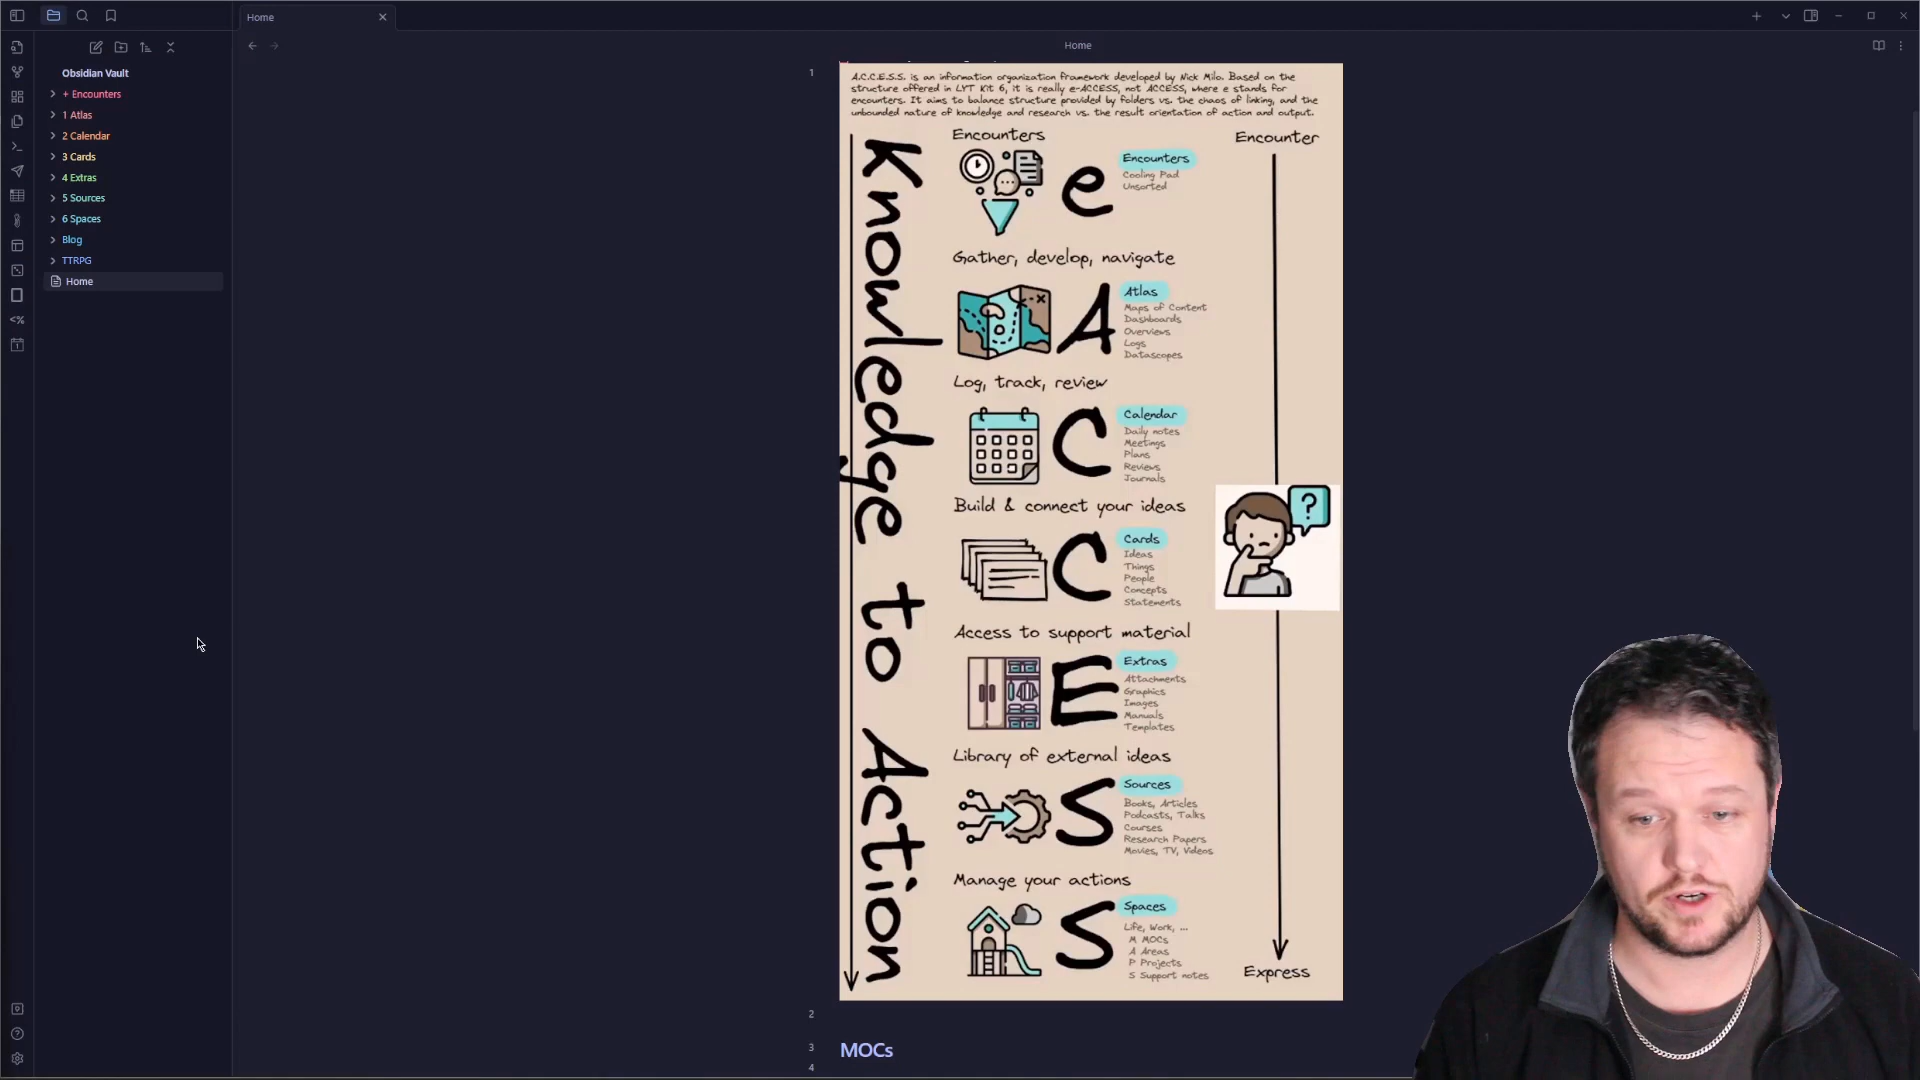 Home
Home
Obsidian Vault
+ Encounters
1 Atlas
2 Calendar
3 Cards
4 Extras
5 Sources
6 Spaces
Blog
TTRPG
Home
1
A.C.C.E.S.S. is an information organization framework developed by Nick Milo. Based on the
structure offered in LYT Kit 6, it is really e-ACCESS, not ACCESS, where e stands for
encounters. It aims to balance structure provided by folders vs. the chaos of linking, and the
unbounded nature of knowledge and research vs. the result orientation of action and output.
Knowledge to Action
Encounters
e
Encounters
Cooling Pad
Unsorted
Gather, develop, navigate
A
Atlas
Maps of Content
Dashboards
Overviews
Logs
Datascopes
Log, track, review
C
Calendar
Daily notes
Meetings
Plans
Reviews
Journals
Build & connect your ideas
C
Cards
Ideas
Things
People
Concepts
Statements
Access to support material
E
Extras
Attachments
Graphics
Images
Manuals
Templates
Library of external ideas
S
Sources
Books, Articles
Podcasts, Talks
Courses
Research Papers
Movies, TV, Videos
Manage your actions
S
Spaces
Life, Work, ...
M MOCs
A Areas
P Projects
S Support notes
Encounter
?
Express
2
3
MOCs
4